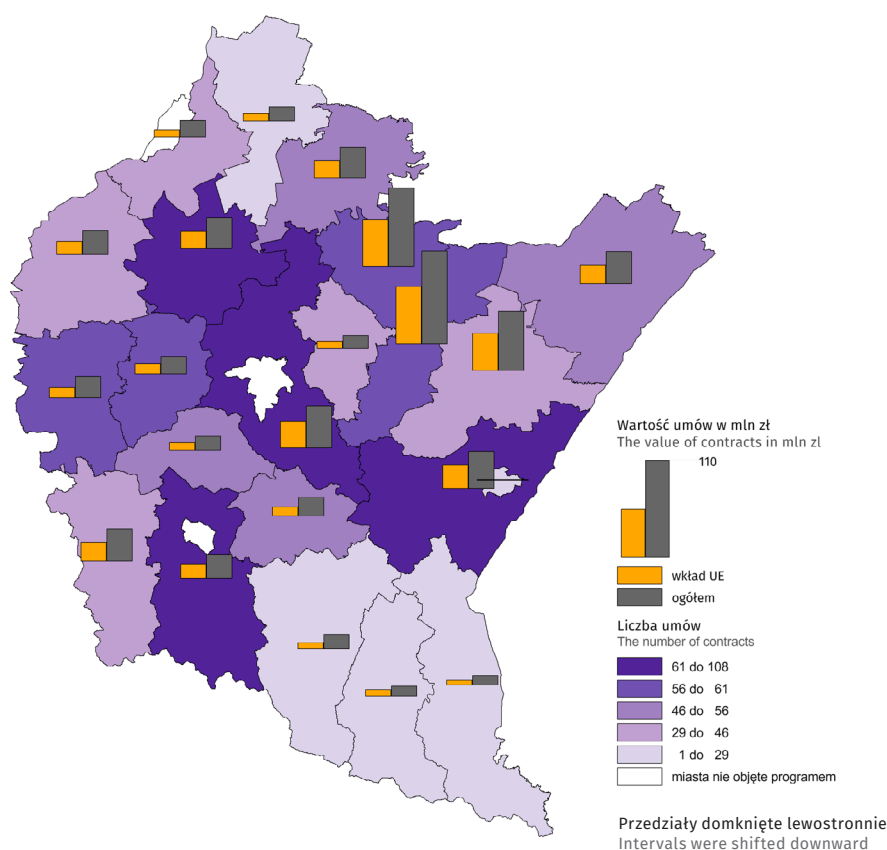 Wartość umów w mln zł
The value of contracts in mln zl
110
wkład UE
ogółem
Liczba umów
The number of contracts
61 do 108
56 do 61
46 do 56
29 do 46
1 do 29
miasta nie objęte programem
Przedziały domknięte lewostronnie
Intervals were shifted downward